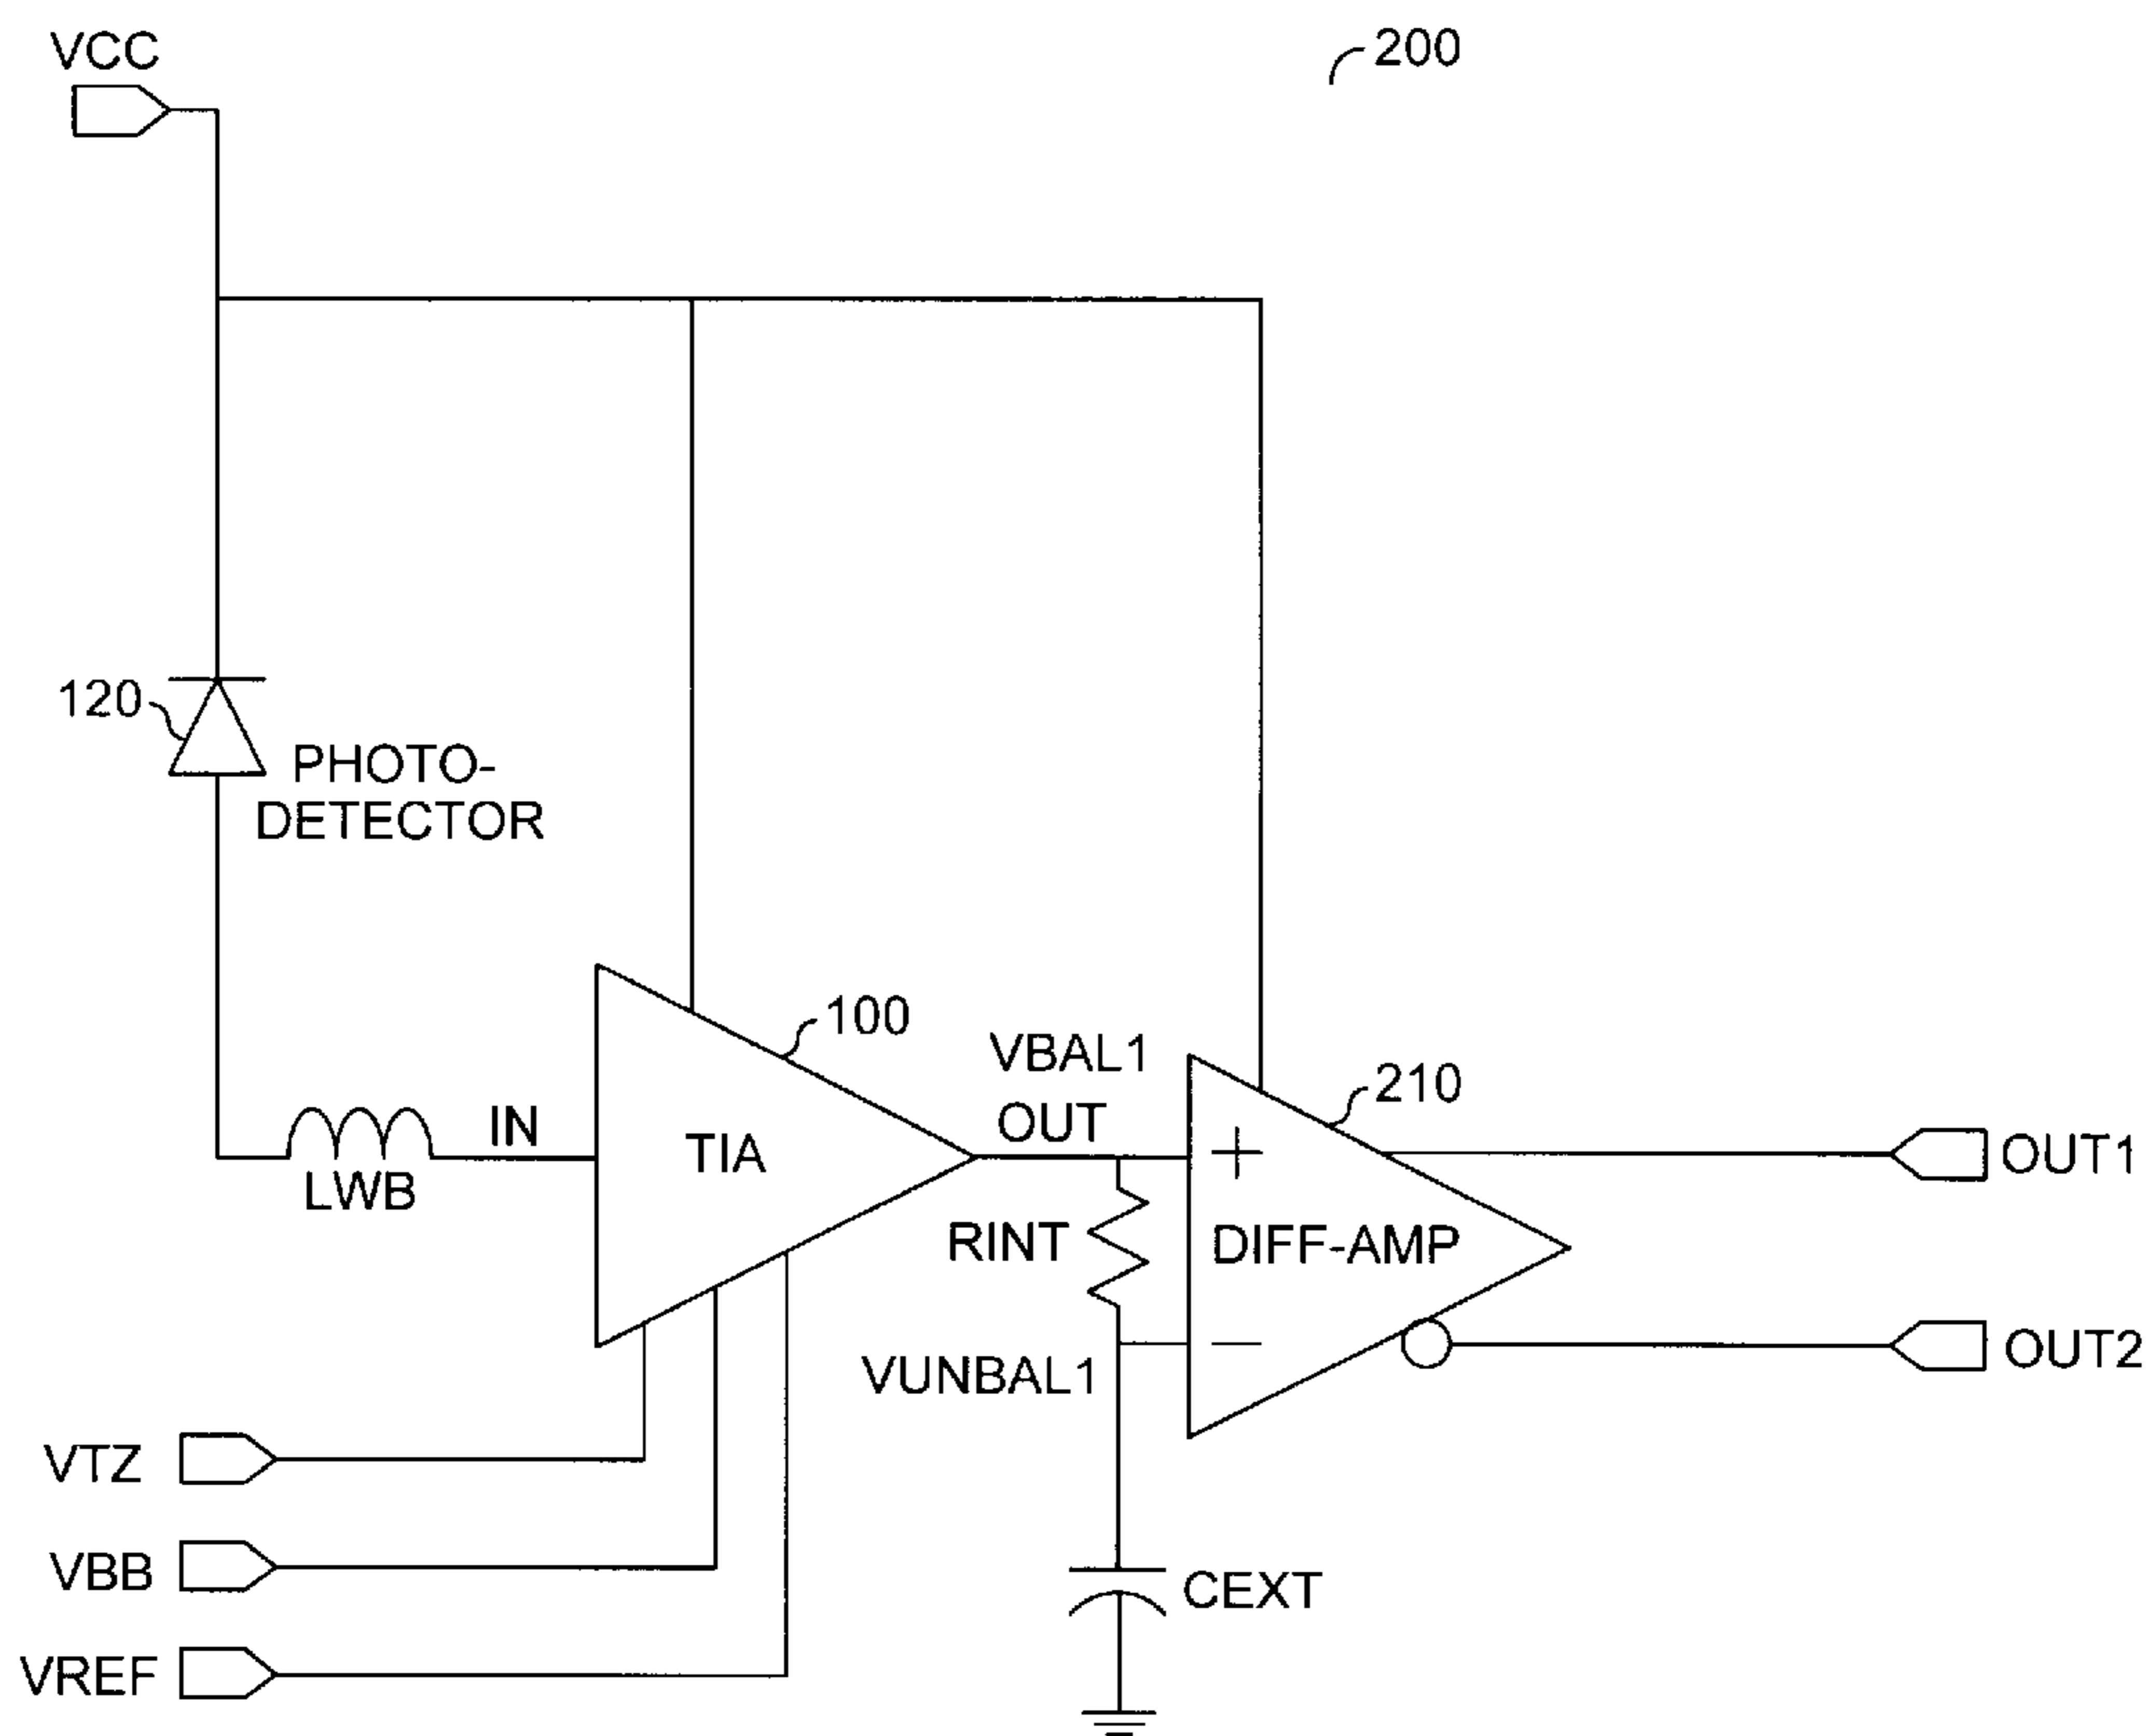 VCC
200
120
PHOTO-
DETECTOR
100
VBAL1
OUT
210
IN
LWB
TIA
+
OUT1
RINT
DIFF-AMP
−
OUT2
VUNBAL1
VTZ
VBB
CEXT
VREF